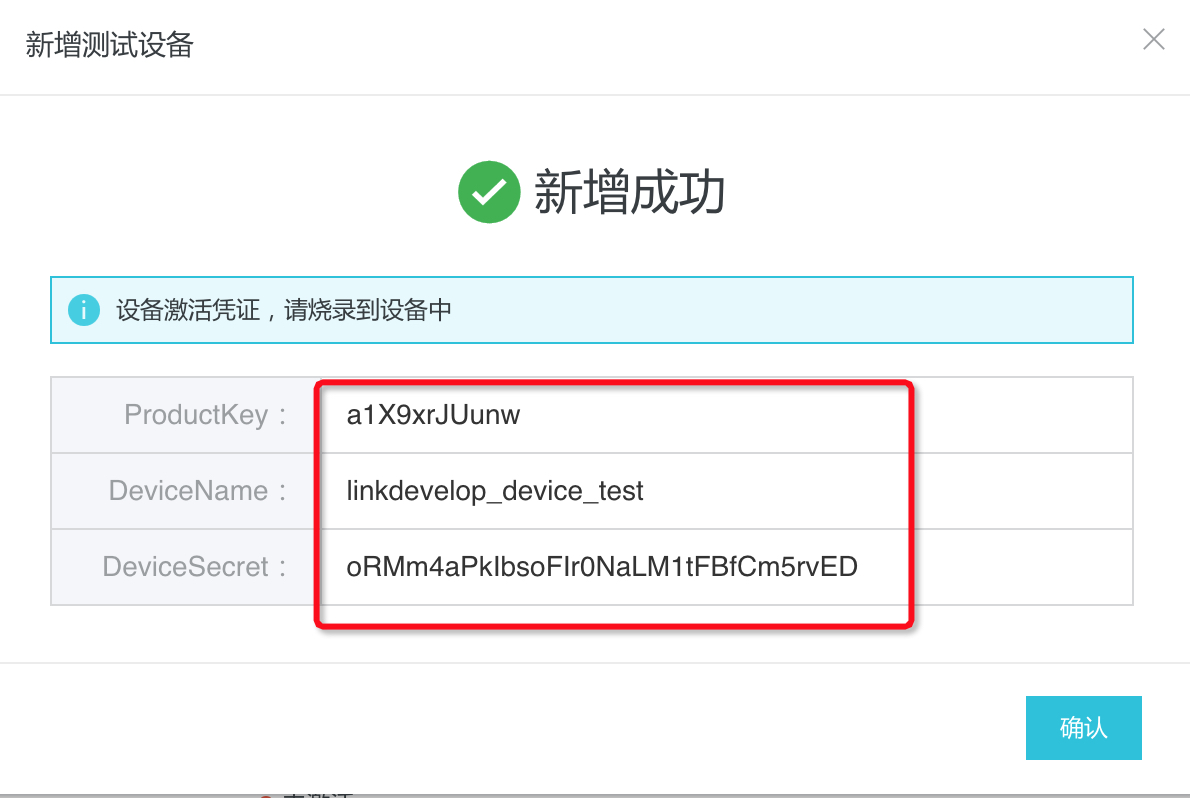 新增测试设备
新增成功
设备激活凭证，请烧录到设备中
ProductKey： a1X9xrJUunw
DeviceName： linkdevelop_device_test
DeviceSecret： oRMm4aPkIbsoFIr0NaLM1tFBfCm5rvED
确认